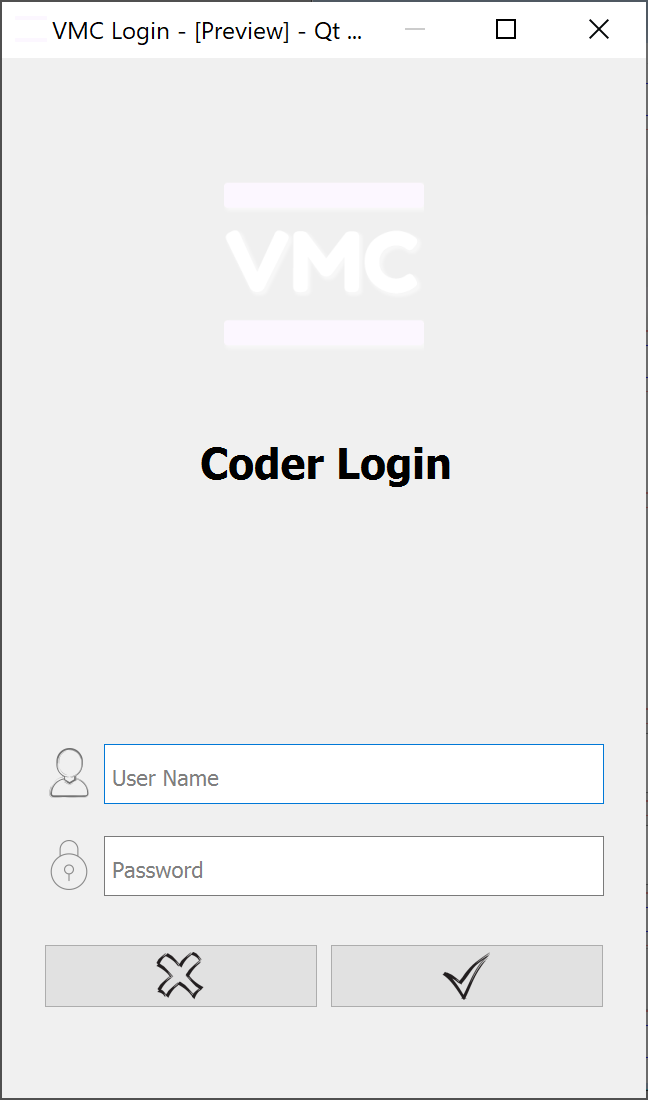 VMC Login - [Preview] - Qt ...
VMC
Coder Login
User Name
Password